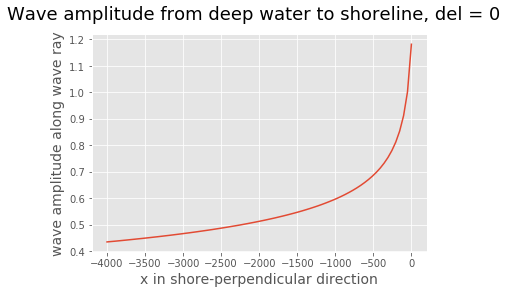 Wave amplitude from deep water to shoreline, del = 0
wave amplitude along wave ray
1.2
1.1
1.0
0.9
0.8
0.7
0.6
0.5
0.4
−4000 −3500 −3000 −2500 −2000 −1500 −1000 −500 0
x in shore-perpendicular direction